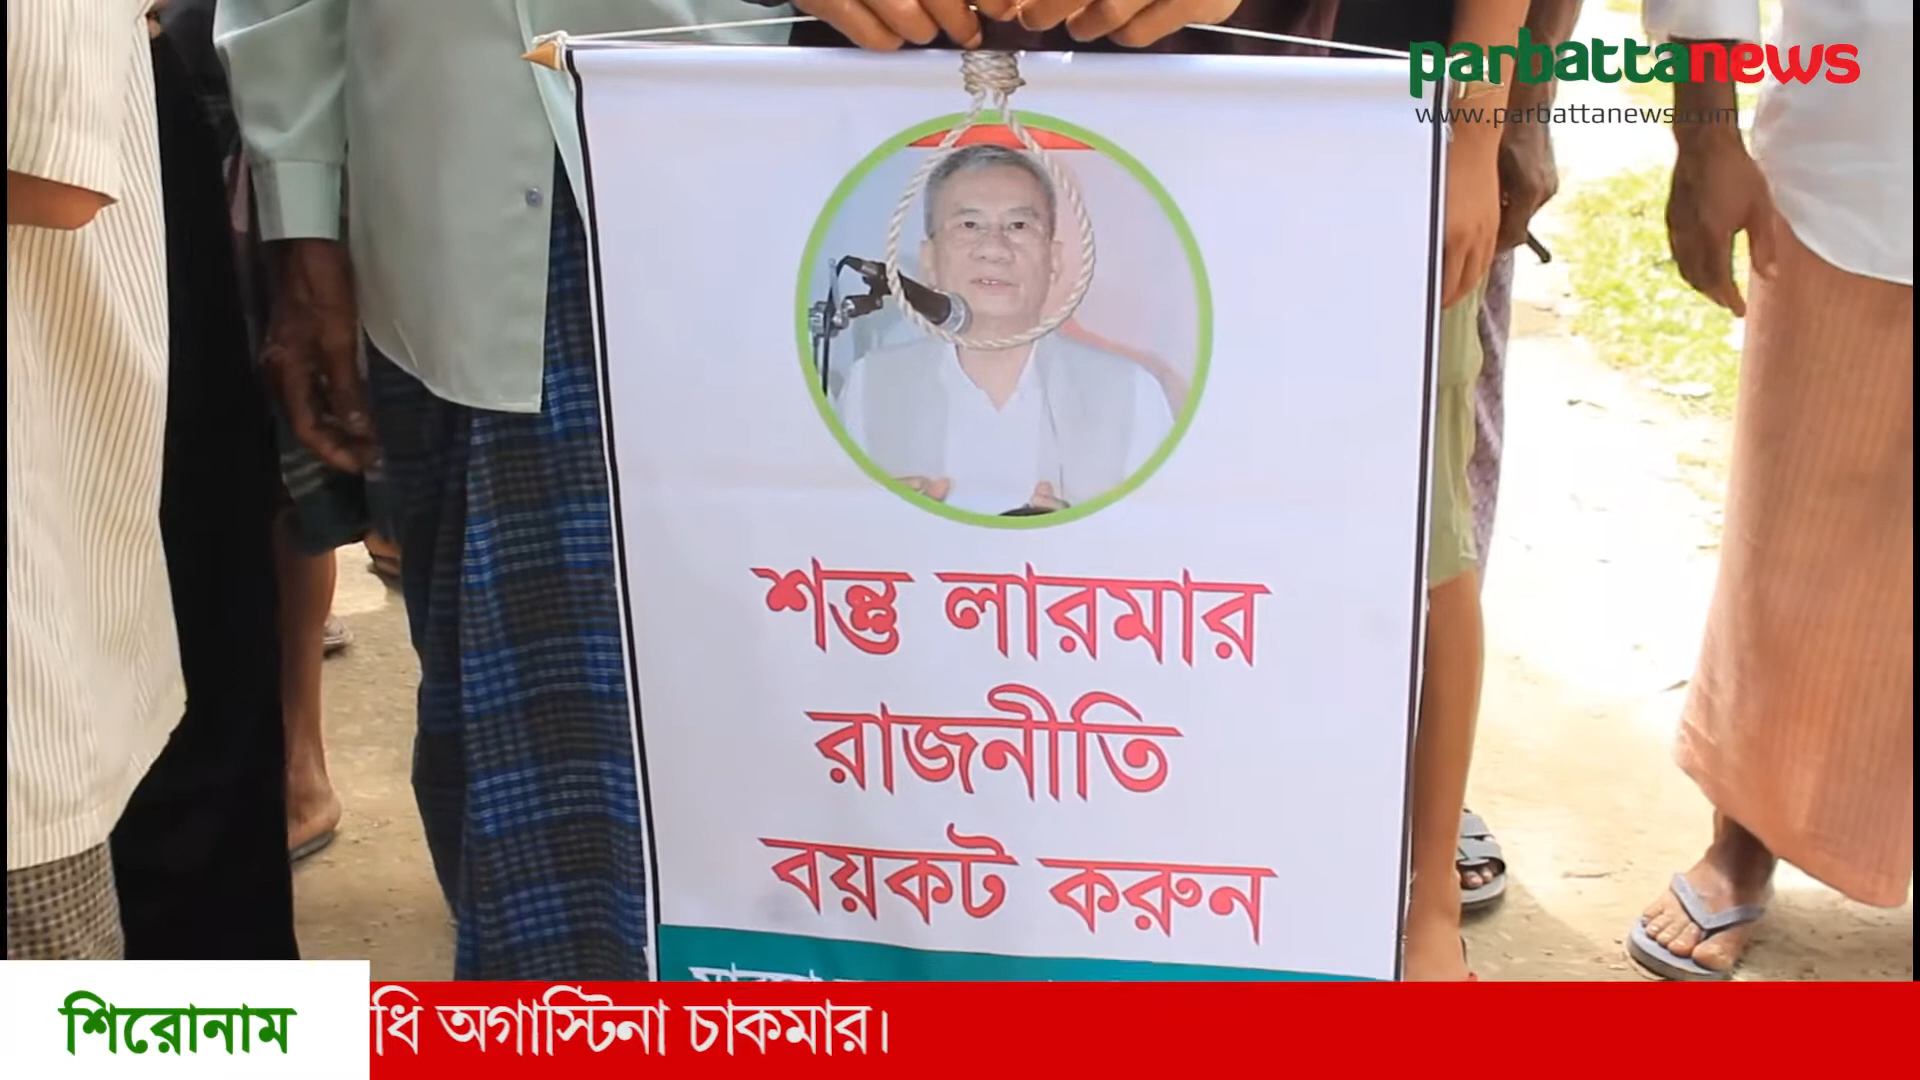 parbattanews
www.parbattanews.com
শন্তু লারমার
রাজনীতি
বয়কট করুন
শিরোনাম
ধি অগাস্টিনা চাকমার।